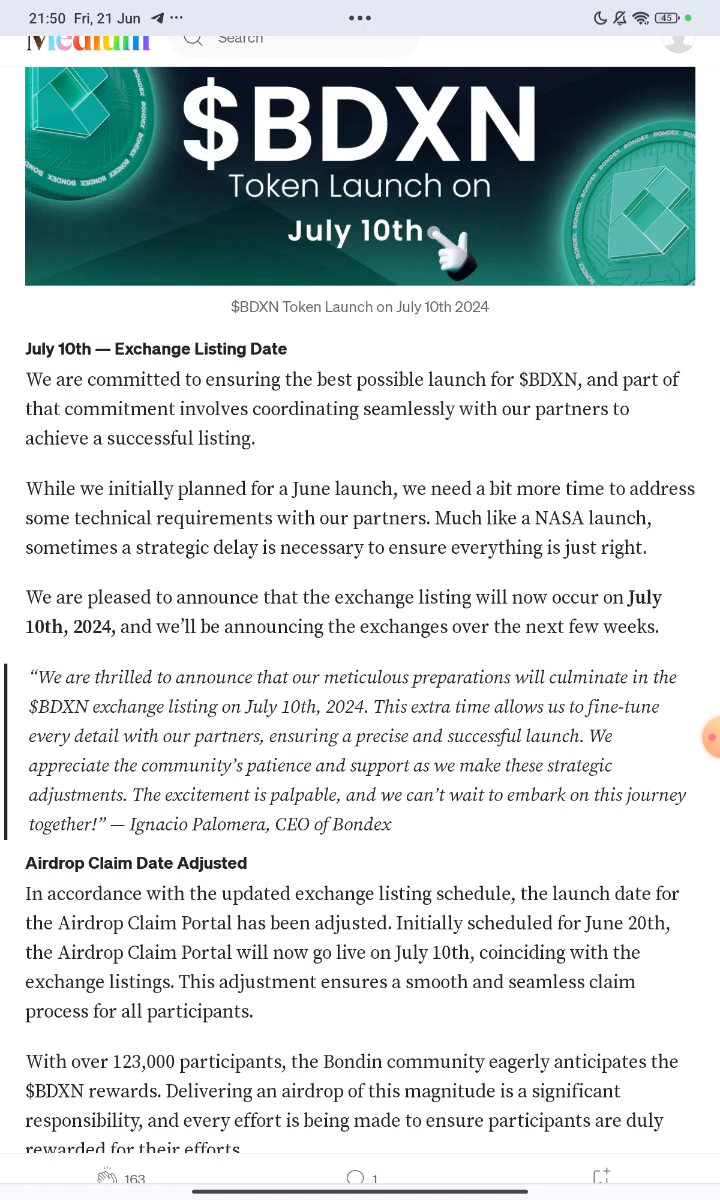 21:50 Fri, 21 Jun
45
Medium
Search
$BDXN
Token Launch on
July 10th
BONDEX BONDEX BONDEX
BONDEX BONDEX BONDEX
$BDXN Token Launch on July 10th 2024
July 10th — Exchange Listing Date
We are committed to ensuring the best possible launch for $BDXN, and part of
that commitment involves coordinating seamlessly with our partners to
achieve a successful listing.
While we initially planned for a June launch, we need a bit more time to address
some technical requirements with our partners. Much like a NASA launch,
sometimes a strategic delay is necessary to ensure everything is just right.
We are pleased to announce that the exchange listing will now occur on July
10th, 2024, and we’ll be announcing the exchanges over the next few weeks.
“We are thrilled to announce that our meticulous preparations will culminate in the
$BDXN exchange listing on July 10th, 2024. This extra time allows us to fine-tune
every detail with our partners, ensuring a precise and successful launch. We
appreciate the community’s patience and support as we make these strategic
adjustments. The excitement is palpable, and we can’t wait to embark on this journey
together!” — Ignacio Palomera, CEO of Bondex
Airdrop Claim Date Adjusted
In accordance with the updated exchange listing schedule, the launch date for
the Airdrop Claim Portal has been adjusted. Initially scheduled for June 20th,
the Airdrop Claim Portal will now go live on July 10th, coinciding with the
exchange listings. This adjustment ensures a smooth and seamless claim
process for all participants.
With over 123,000 participants, the Bondin community eagerly anticipates the
$BDXN rewards. Delivering an airdrop of this magnitude is a significant
responsibility, and every effort is being made to ensure participants are duly
rewarded for their efforts
163
1